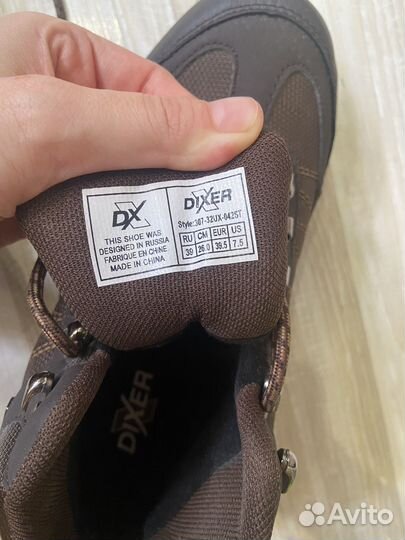 DX
THIS SHOE WAS
DESIGNED IN RUSSIA
FABRIQUE EN CHINE
MADE IN CHINA
DIXER
Style:307-32UX-042ST
RU CM EUR US
39 26.0 39.5 7.5
DIXER
Avito